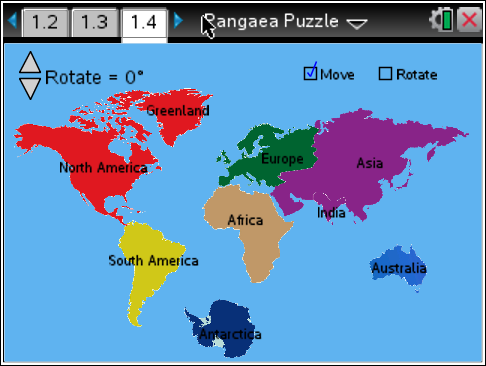 1.2 1.3 1.4 Pangaea Puzzle
Rotate = 0°
Move Rotate
Greenland
North America
Europe
Asia
Africa
India
South America
Australia
Antarctica